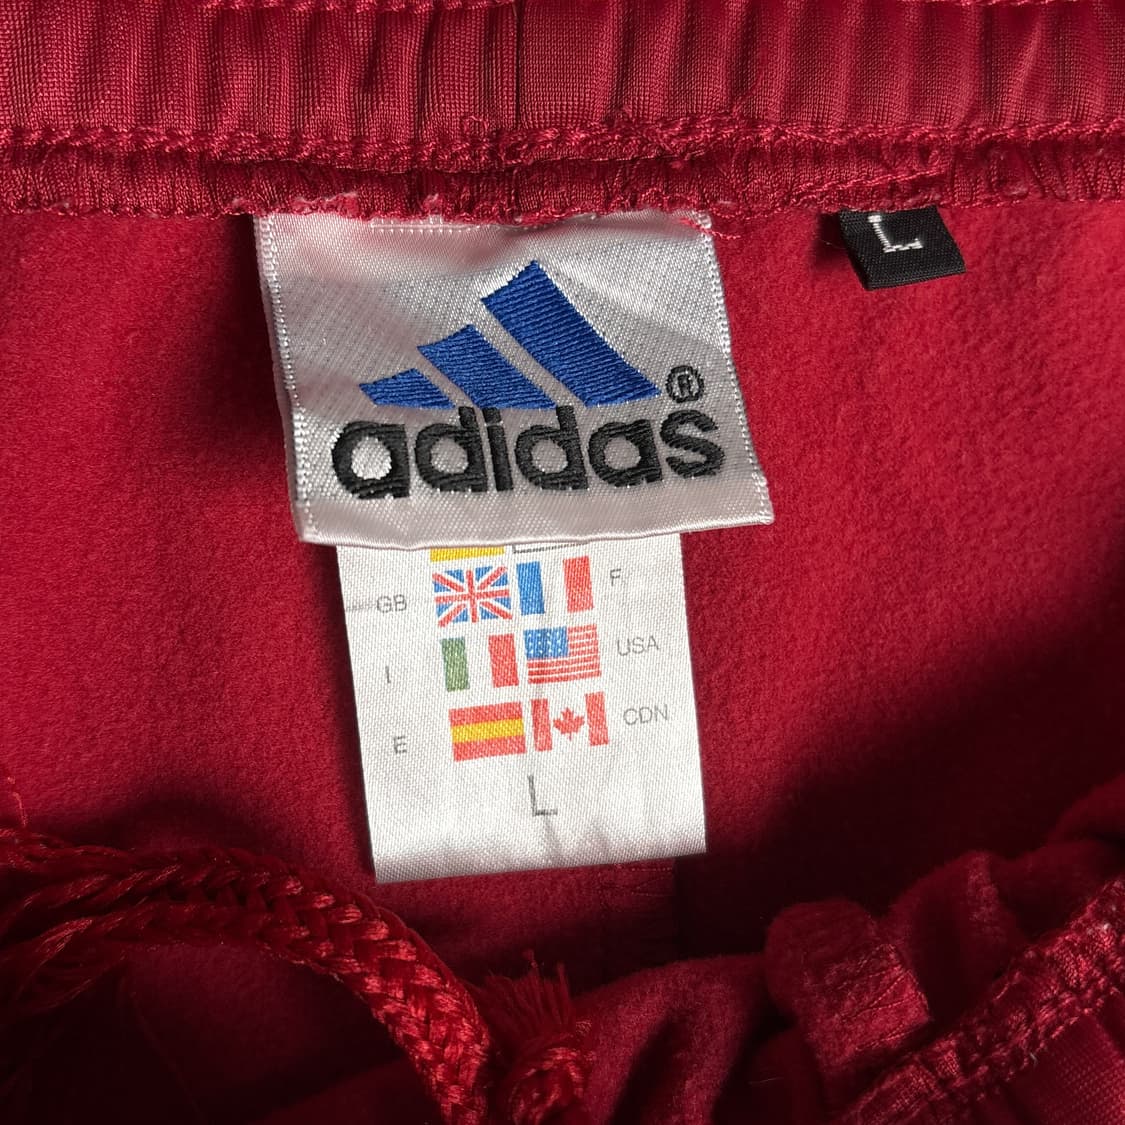 L
adidas®
GB F
I USA
E CDN
L